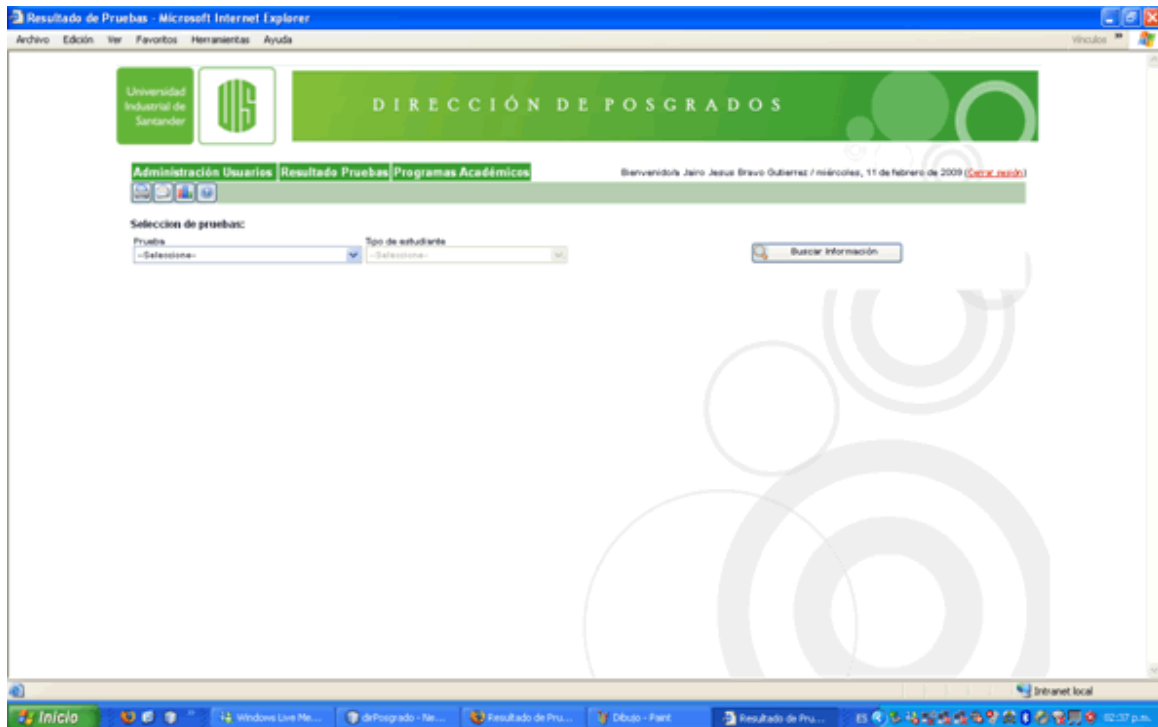 Resultado de Pruebas - Microsoft Internet Explorer
Archivo Edición Ver Favoritos Herramientas Ayuda Vínculos »
Universidad
Industrial de
Santander
UIS
DIRECCIÓN DE POSGRADOS
Administración Usuarios Resultado Pruebas Programas Académicos
Bienvenido/a Jairo Jesus Bravo Gutierrez / miércoles, 11 de febrero de 2009 (Cerrar sesión)
Seleccion de pruebas:
Prueba Tipo de estudiante
--Seleccione-- --Seleccione-- Buscar Información
Intranet local
Inicio Windows Live Me... dirPosgrado - Ne... Resultado de Pru... Dibujo - Paint Resultado de Pru... ES 02:37 p.m.